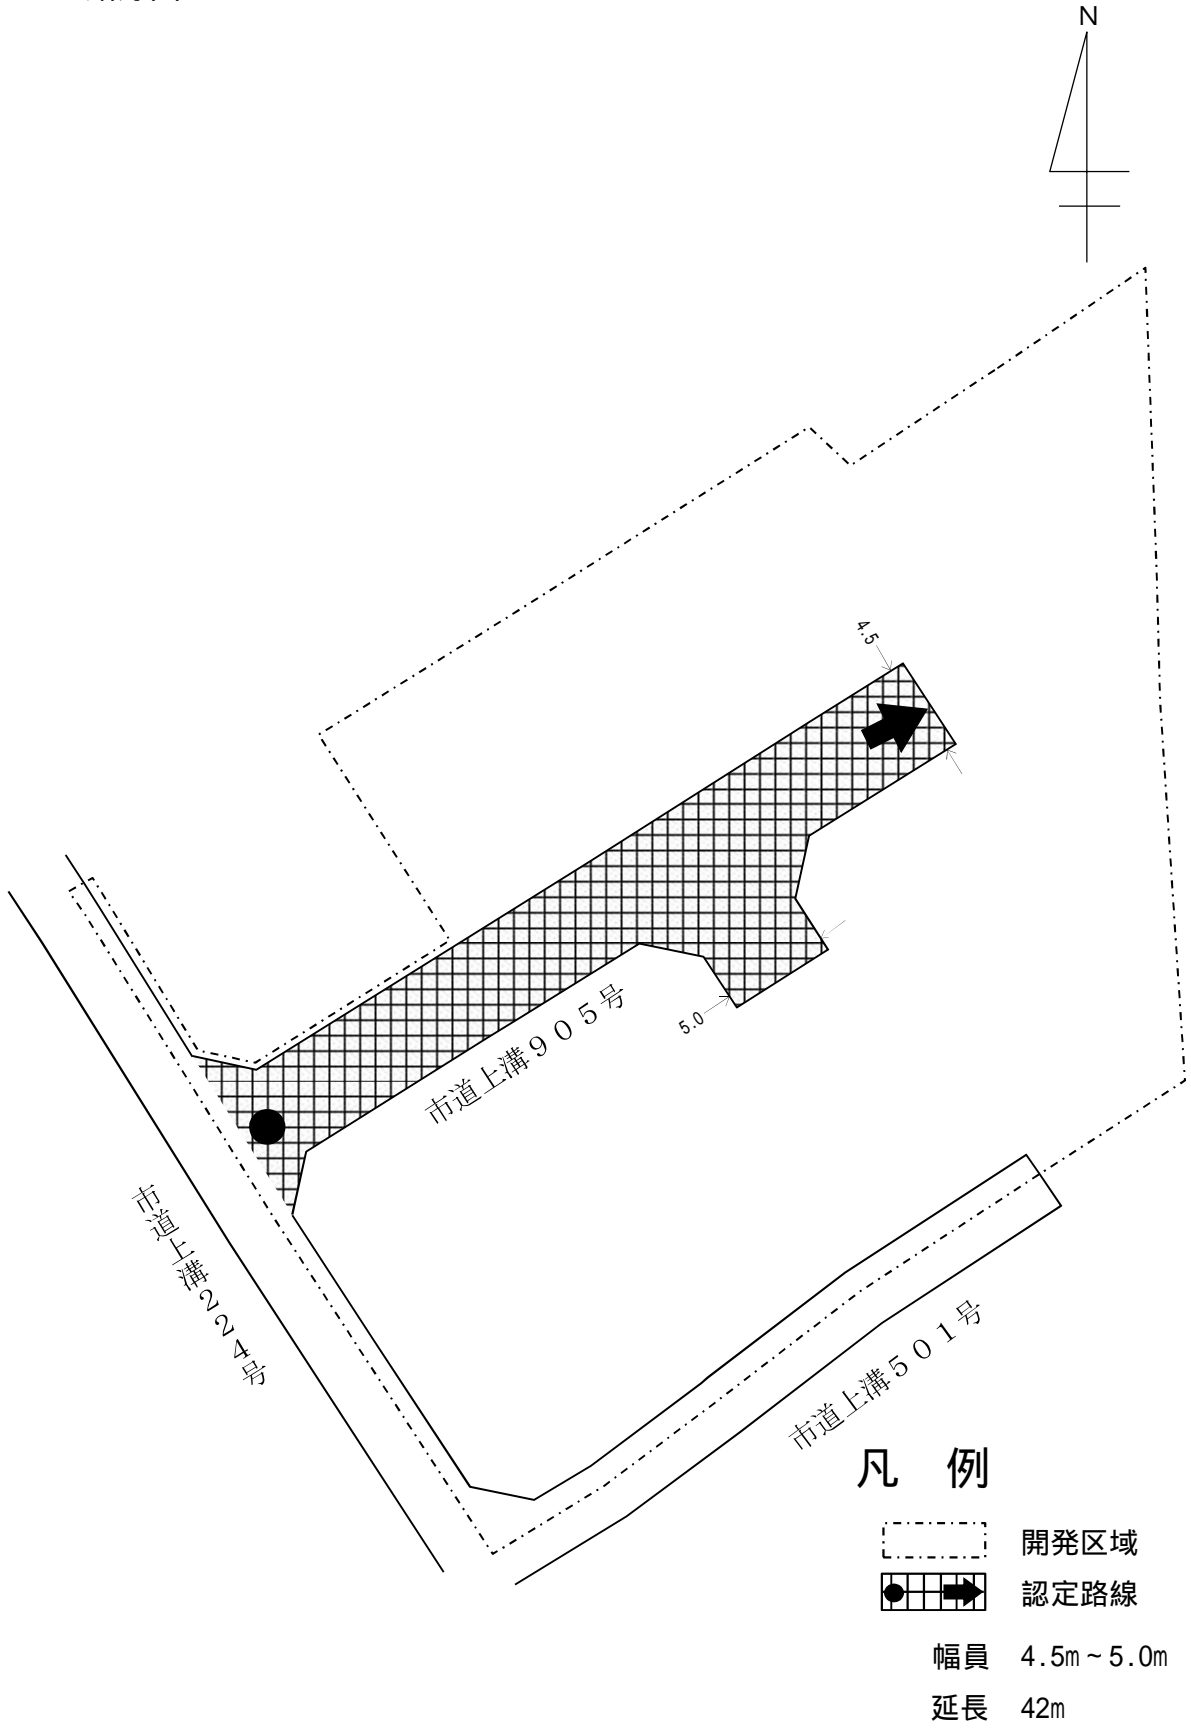 N
4.5
5.0
市道上溝９０５号
市道上溝２２４号
市道上溝５０１号
凡　例
開発区域
認定路線
幅員　4.5m～5.0m
延長　42m